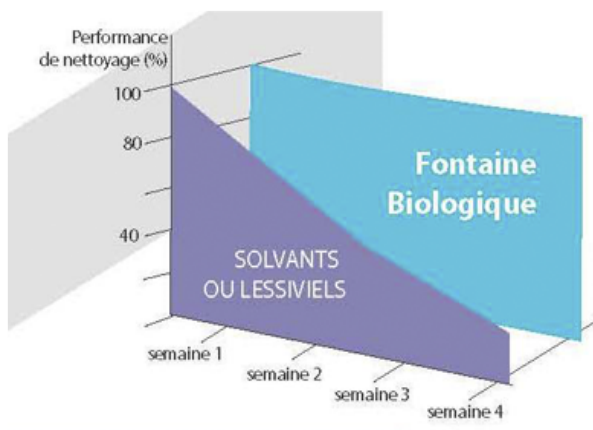 Performance
de nettoyage (%)
100
80
40
Fontaine
Biologique
SOLVANTS
OU LESSIVIELS
semaine 1
semaine 2
semaine 3
semaine 4